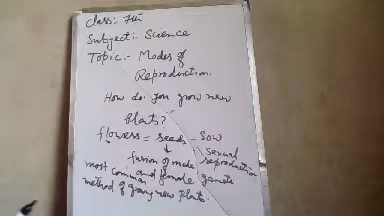 Class: 7th
Subject:- Science
Topic:- Modes of
Reproduction.
How do you grow new
Plants?
flowers = seeds - Sow
sexual
reproduction
fusion of male
and female gamete
most common
method of growing new Plants.